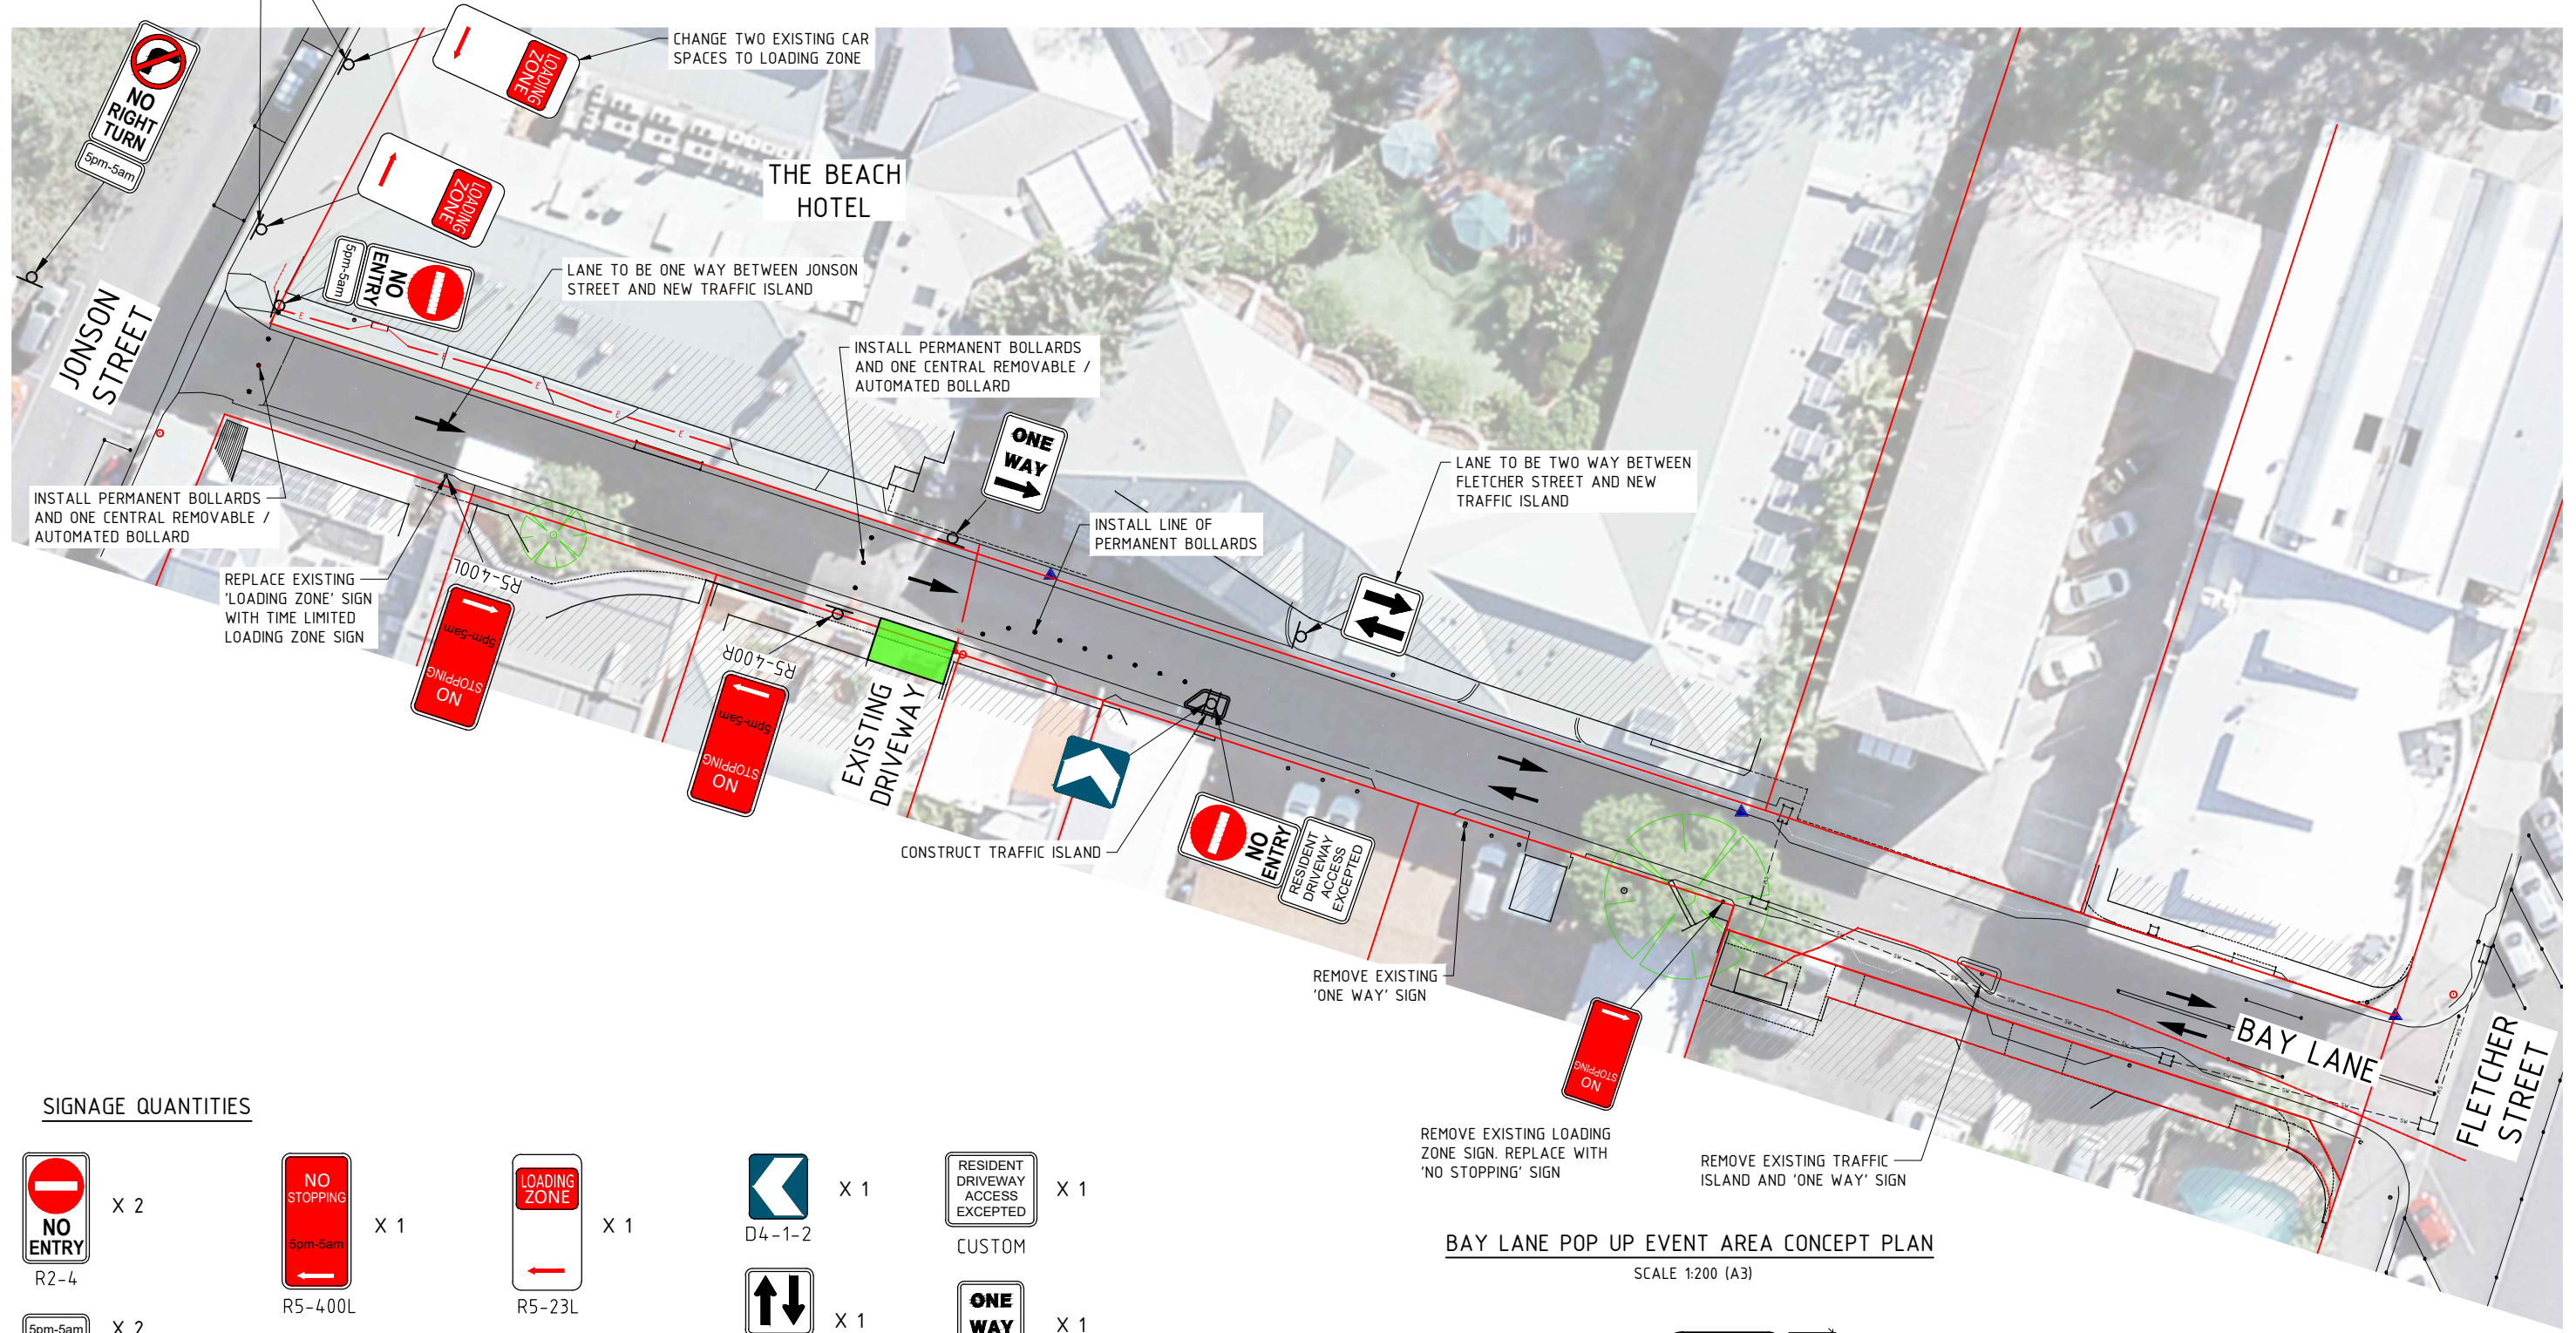 NO
RIGHT
TURN
5pm-5am
LOADING
ZONE
CHANGE TWO EXISTING CAR
SPACES TO LOADING ZONE
LOADING
ZONE
THE BEACH
HOTEL
NO
ENTRY
5pm-5am
LANE TO BE ONE WAY BETWEEN JONSON
STREET AND NEW TRAFFIC ISLAND
JONSON
STREET
E
E
E
E
E
INSTALL PERMANENT BOLLARDS
AND ONE CENTRAL REMOVABLE /
AUTOMATED BOLLARD
ONE
WAY
LANE TO BE TWO WAY BETWEEN
FLETCHER STREET AND NEW
TRAFFIC ISLAND
INSTALL PERMANENT BOLLARDS
AND ONE CENTRAL REMOVABLE /
AUTOMATED BOLLARD
INSTALL LINE OF
PERMANENT BOLLARDS
REPLACE EXISTING
'LOADING ZONE' SIGN
WITH TIME LIMITED
LOADING ZONE SIGN
R5-400L
NO
STOPPING
5pm-5am
R5-400R
NO
STOPPING
5pm-5am
EXISTING
DRIVEWAY
CONSTRUCT TRAFFIC ISLAND
NO
ENTRY
RESIDENT
DRIVEWAY
ACCESS
EXCEPTED
REMOVE EXISTING
'ONE WAY' SIGN
NO
STOPPING
REMOVE EXISTING LOADING
ZONE SIGN. REPLACE WITH
'NO STOPPING' SIGN
REMOVE EXISTING TRAFFIC
ISLAND AND 'ONE WAY' SIGN
SW
SW
SW
SW
BAY LANE
FLETCHER
STREET
SIGNAGE QUANTITIES
NO
ENTRY
X 2
R2-4
5pm-5am
X 2
NO
STOPPING
5pm-5am
X 1
R5-400L
LOADING
ZONE
X 1
R5-23L
X 1
D4-1-2
X 1
RESIDENT
DRIVEWAY
ACCESS
EXCEPTED
X 1
CUSTOM
ONE
WAY
X 1
BAY LANE POP UP EVENT AREA CONCEPT PLAN
SCALE 1:200 (A3)